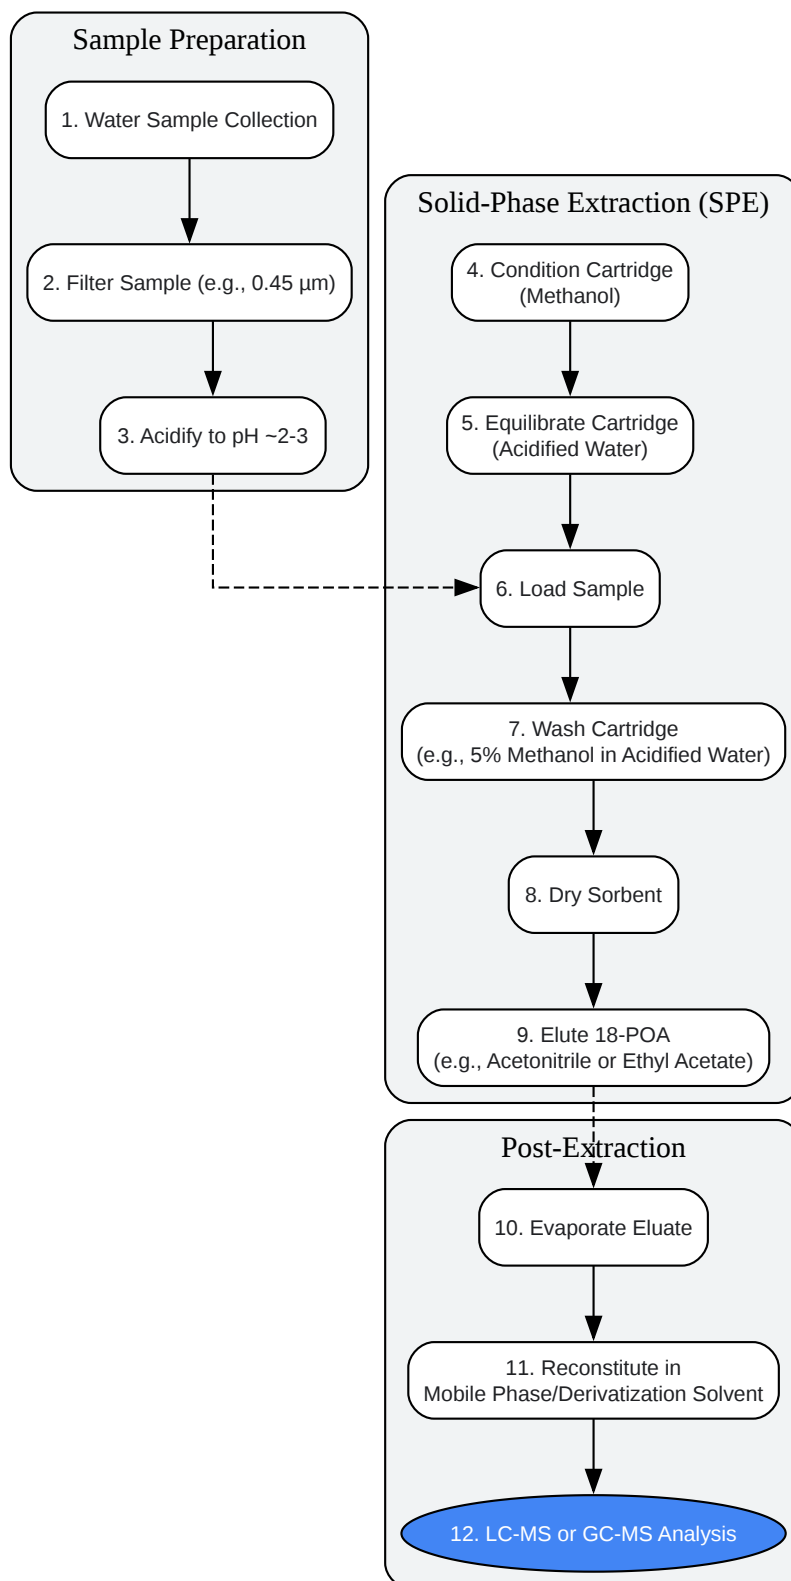 Sample Preparation
1. Water Sample Collection
2. Filter Sample (e.g., 0.45 µm)
3. Acidify to pH ~2-3
Solid-Phase Extraction (SPE)
4. Condition Cartridge
(Methanol)
5. Equilibrate Cartridge
(Acidified Water)
6. Load Sample
7. Wash Cartridge
(e.g., 5% Methanol in Acidified Water)
8. Dry Sorbent
9. Elute 18-POA
(e.g., Acetonitrile or Ethyl Acetate)
Post-Extraction
10. Evaporate Eluate
11. Reconstitute in
Mobile Phase/Derivatization Solvent
12. LC-MS or GC-MS Analysis